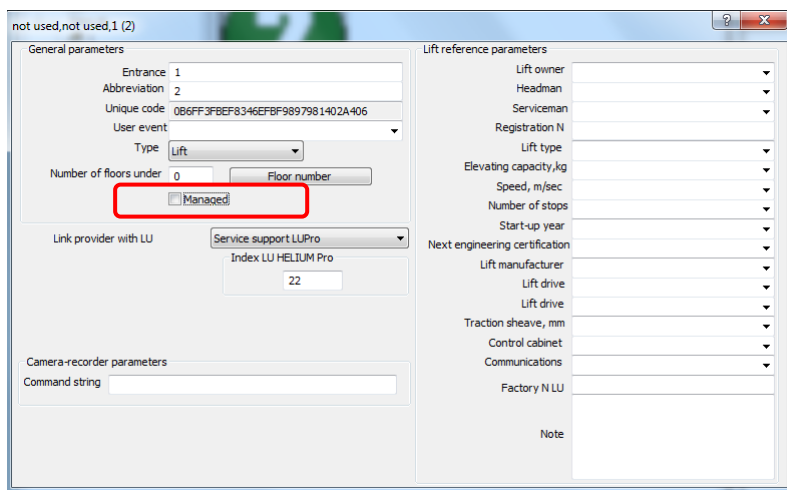 not used,not used,1 (2)
General parameters
Entrance 1
Abbreviation 2
Unique code 0B6FF3FBEF8346EFBF9897981402A406
User event
Type Lift
Number of floors under 0 Floor number
Managed
Link provider with LU Service support LUPro
Index LU HELIUM Pro
22
Camera-recorder parameters
Command string
Lift reference parameters
Lift owner
Headman
Serviceman
Registration N
Lift type
Elevating capacity,kg
Speed, m/sec
Number of stops
Start-up year
Next engineering certification
Lift manufacturer
Lift drive
Lift drive
Traction sheave, mm
Control cabinet
Communications
Factory N LU
Note